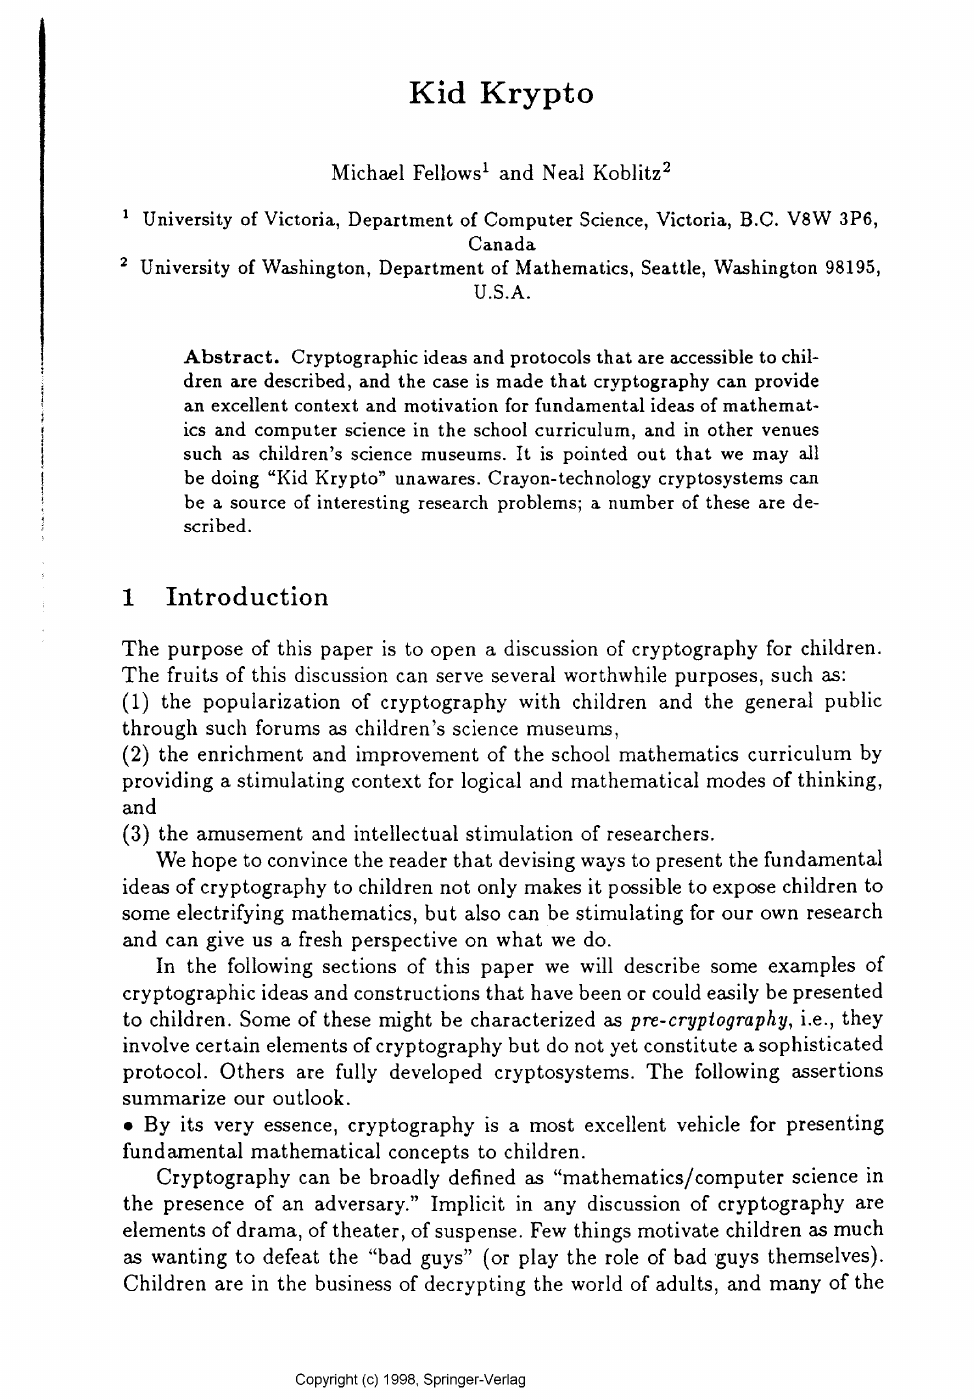 Kid Krypto
Michael Fellows¹ and Neal Koblitz²
¹ University of Victoria, Department of Computer Science, Victoria, B.C. V8W 3P6,
Canada
² University of Washington, Department of Mathematics, Seattle, Washington 98195,
U.S.A.
Abstract. Cryptographic ideas and protocols that are accessible to chil-
dren are described, and the case is made that cryptography can provide
an excellent context and motivation for fundamental ideas of mathemat-
ics and computer science in the school curriculum, and in other venues
such as children's science museums. It is pointed out that we may all
be doing “Kid Krypto” unawares. Crayon-technology cryptosystems can
be a source of interesting research problems; a number of these are de-
scribed.
1 Introduction
The purpose of this paper is to open a discussion of cryptography for children.
The fruits of this discussion can serve several worthwhile purposes, such as:
(1) the popularization of cryptography with children and the general public
through such forums as children's science museums,
(2) the enrichment and improvement of the school mathematics curriculum by
providing a stimulating context for logical and mathematical modes of thinking,
and
(3) the amusement and intellectual stimulation of researchers.
We hope to convince the reader that devising ways to present the fundamental
ideas of cryptography to children not only makes it possible to expose children to
some electrifying mathematics, but also can be stimulating for our own research
and can give us a fresh perspective on what we do.
In the following sections of this paper we will describe some examples of
cryptographic ideas and constructions that have been or could easily be presented
to children. Some of these might be characterized as pre-cryptography, i.e., they
involve certain elements of cryptography but do not yet constitute a sophisticated
protocol. Others are fully developed cryptosystems. The following assertions
summarize our outlook.
• By its very essence, cryptography is a most excellent vehicle for presenting
fundamental mathematical concepts to children.
Cryptography can be broadly defined as “mathematics/computer science in
the presence of an adversary.” Implicit in any discussion of cryptography are
elements of drama, of theater, of suspense. Few things motivate children as much
as wanting to defeat the “bad guys” (or play the role of bad guys themselves).
Children are in the business of decrypting the world of adults, and many of the
Copyright (c) 1998, Springer-Verlag